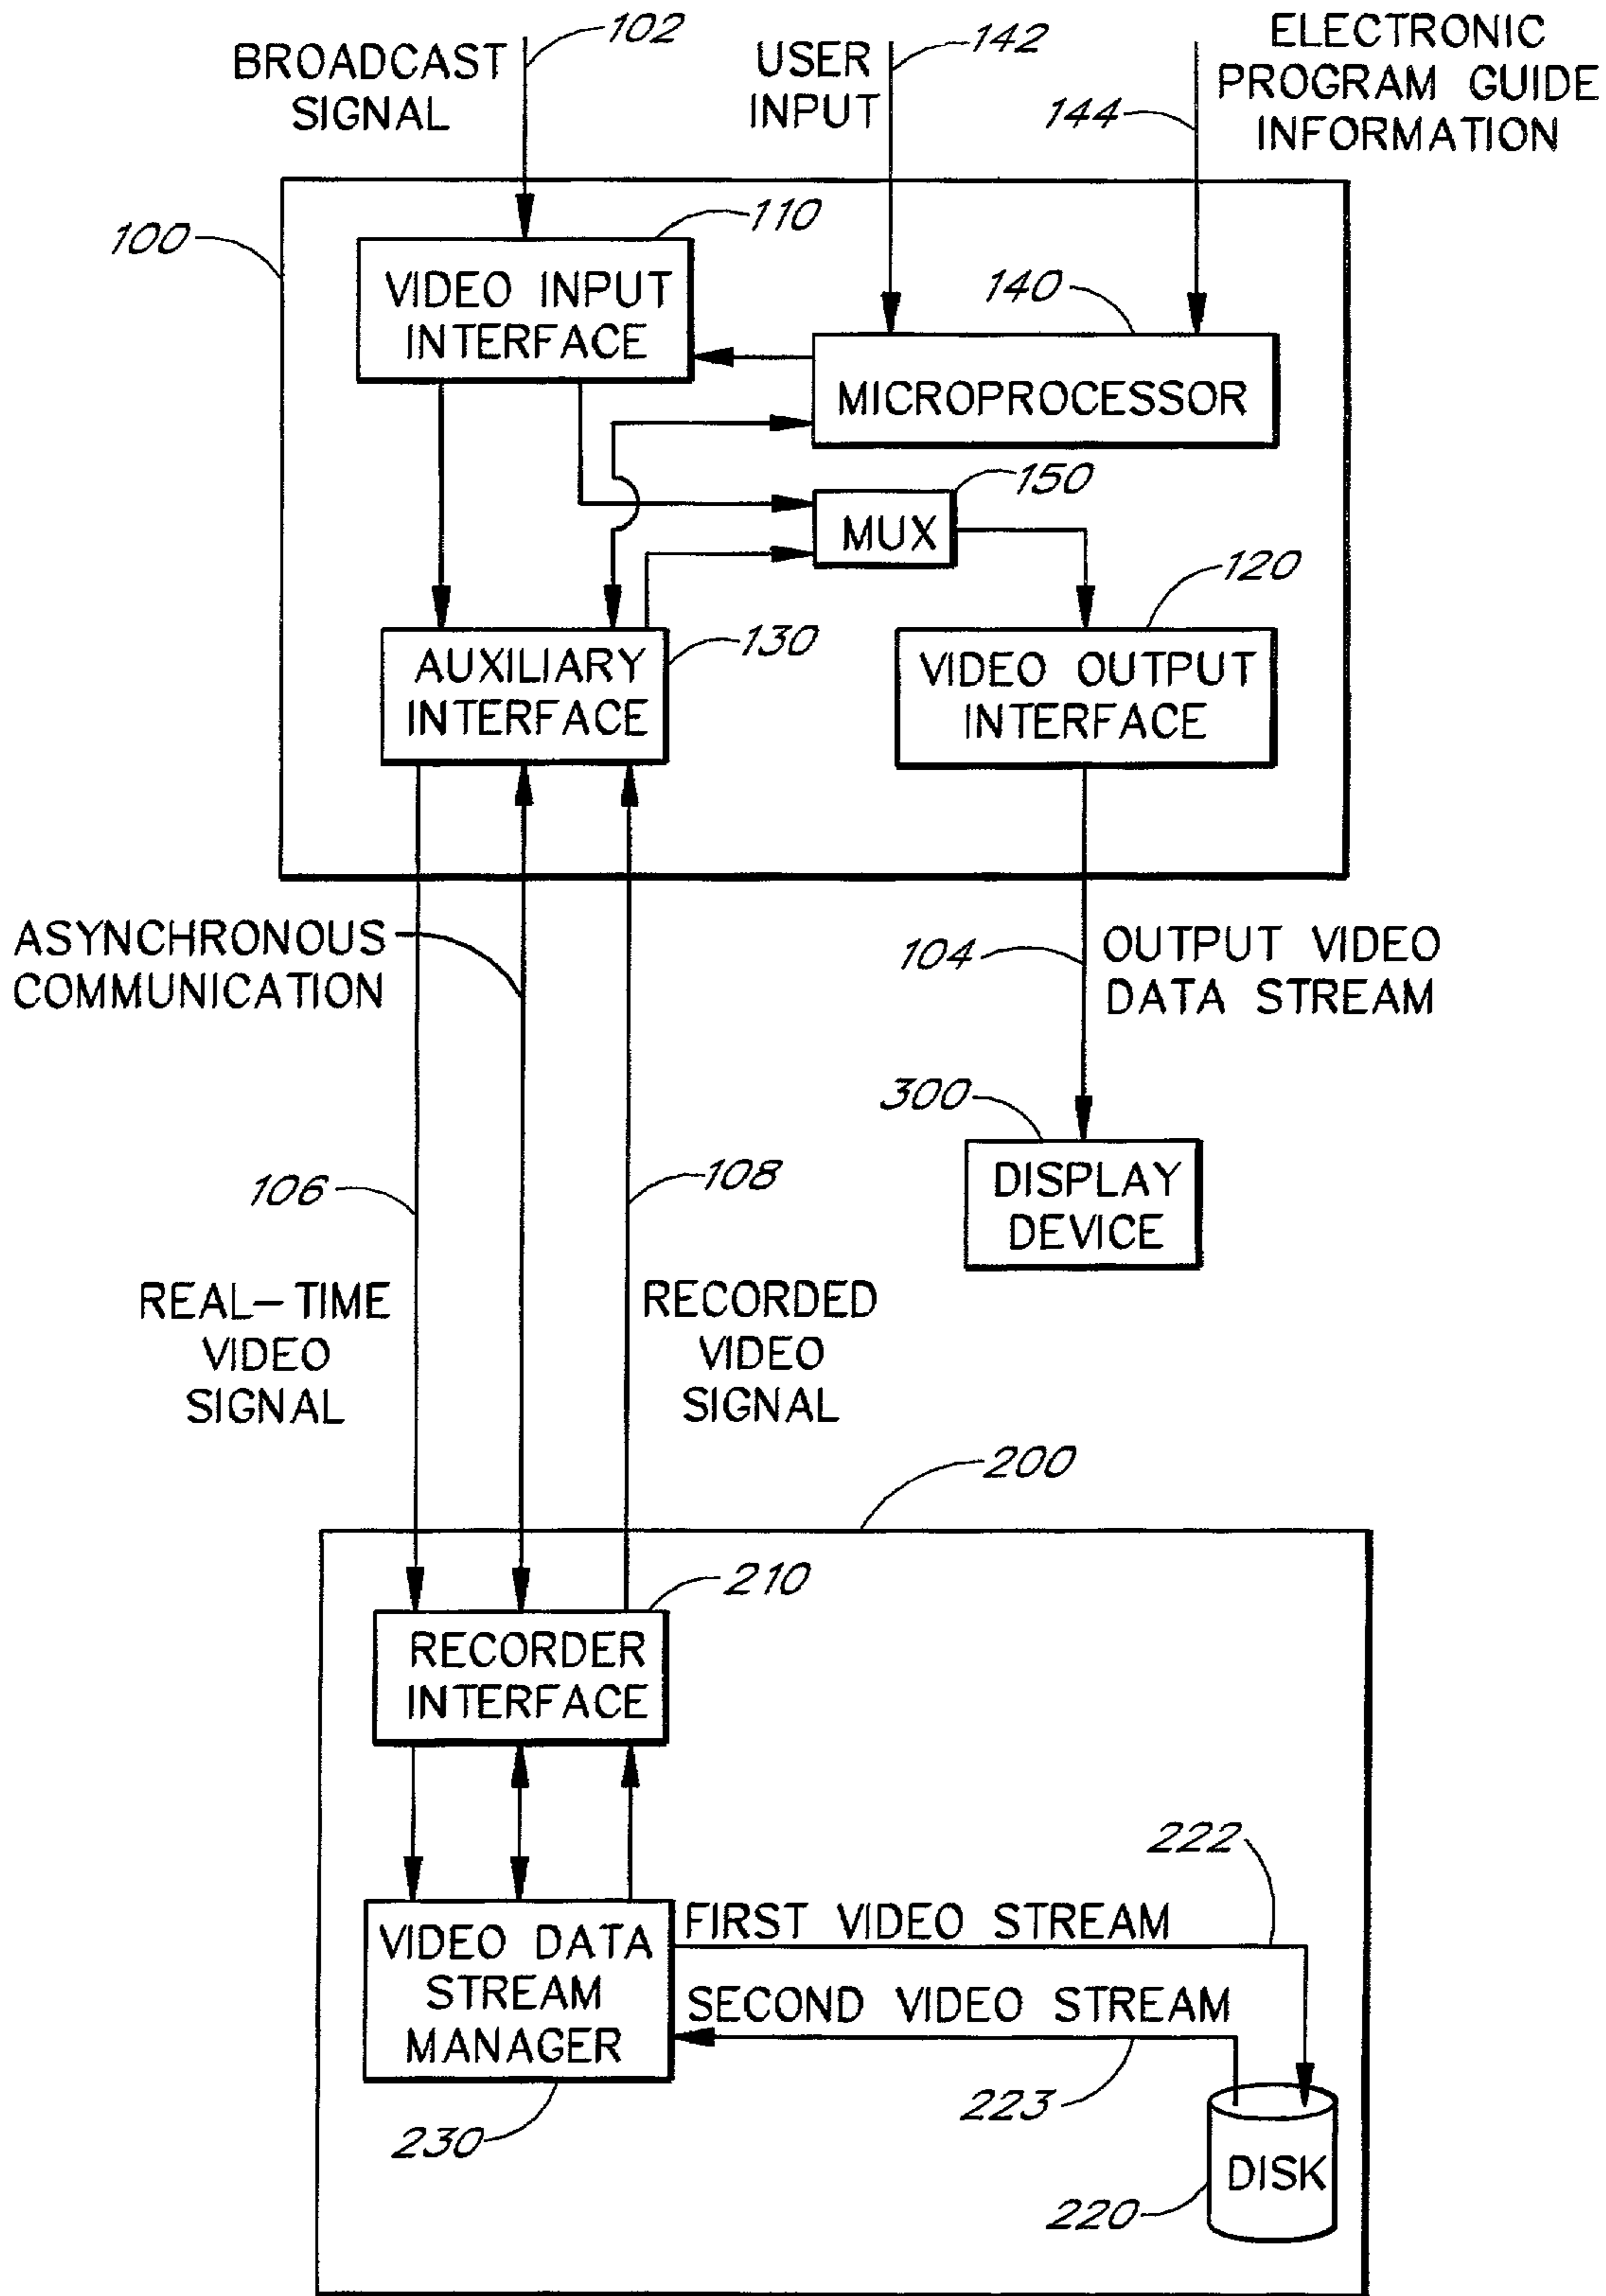 BROADCAST
SIGNAL
102
USER
INPUT
142
144
ELECTRONIC
PROGRAM GUIDE
INFORMATION
100
110
VIDEO INPUT
INTERFACE
140
MICROPROCESSOR
150
MUX
120
130
AUXILIARY
INTERFACE
VIDEO OUTPUT
INTERFACE
ASYNCHRONOUS
COMMUNICATION
104
OUTPUT VIDEO
DATA STREAM
300
DISPLAY
DEVICE
106
108
REAL-TIME
VIDEO
SIGNAL
RECORDED
VIDEO
SIGNAL
200
210
RECORDER
INTERFACE
222
FIRST VIDEO STREAM
VIDEO DATA
STREAM
MANAGER
SECOND VIDEO STREAM
223
230
DISK
220